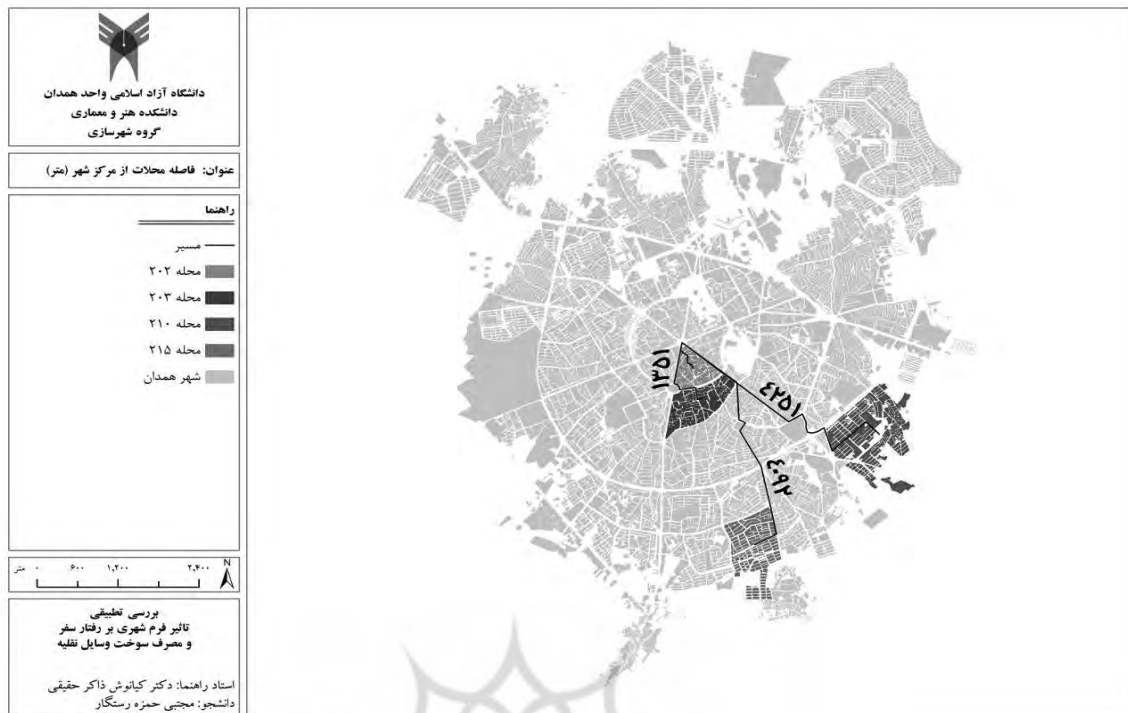 دانشگاه آزاد اسلامی واحد همدان
دانشکده هنر و معماری
گروه شهرسازی
عنوان: فاصله محلات از مرکز شهر (متر)
راهنما
مسیر
محله ۲۰۲
محله ۲۰۳
محله ۲۱۰
محله ۲۱۵
شهر همدان
۱۳۵۱
٤۲۵۱
٤۰۹۲
N
متر ۰ ۶۰۰ ۱,۲۰۰ ۲,۴۰۰
بررسی تطبیقی
تاثیر فرم شهری بر رفتار سفر
و مصرف سوخت وسایل نقلیه
استاد راهنما: دکتر کیانوش ذاکر حقیقی
دانشجو: مجتبی حمزه رستگار